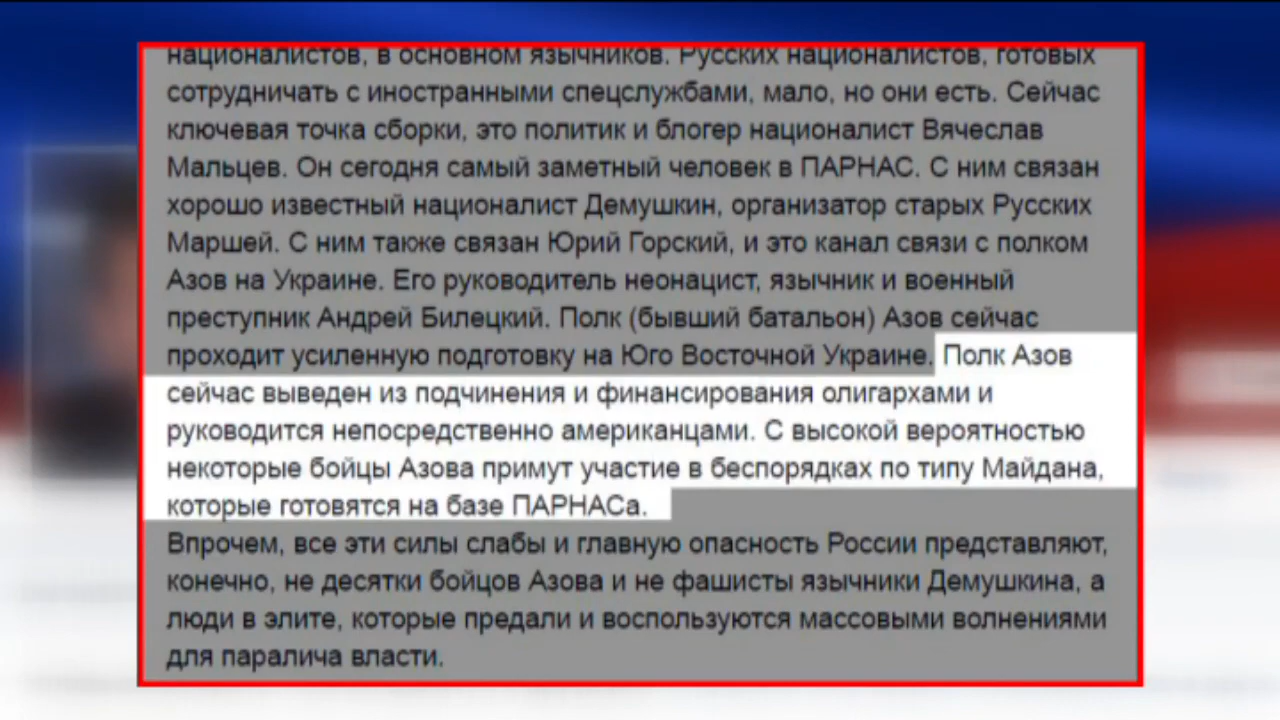 националистов, в основном язычников. Русских националистов, готовых
сотрудничать с иностранными спецслужбами, мало, но они есть. Сейчас
ключевая точка сборки, это политик и блогер националист Вячеслав
Мальцев. Он сегодня самый заметный человек в ПАРНАС. С ним связан
хорошо известный националист Демушкин, организатор старых Русских
Маршей. С ним также связан Юрий Горский, и это канал связи с полком
Азов на Украине. Его руководитель неонацист, язычник и военный
преступник Андрей Билецкий. Полк (бывший батальон) Азов сейчас
проходит усиленную подготовку на Юго Восточной Украине. Полк Азов
сейчас выведен из подчинения и финансирования олигархами и
руководится непосредственно американцами. С высокой вероятностью
некоторые бойцы Азова примут участие в беспорядках по типу Майдана,
которые готовятся на базе ПАРНАСа.
Впрочем, все эти силы слабы и главную опасность России представляют,
конечно, не десятки бойцов Азова и не фашисты язычники Демушкина, а
люди в элите, которые предали и воспользуются массовыми волнениями
для паралича власти.